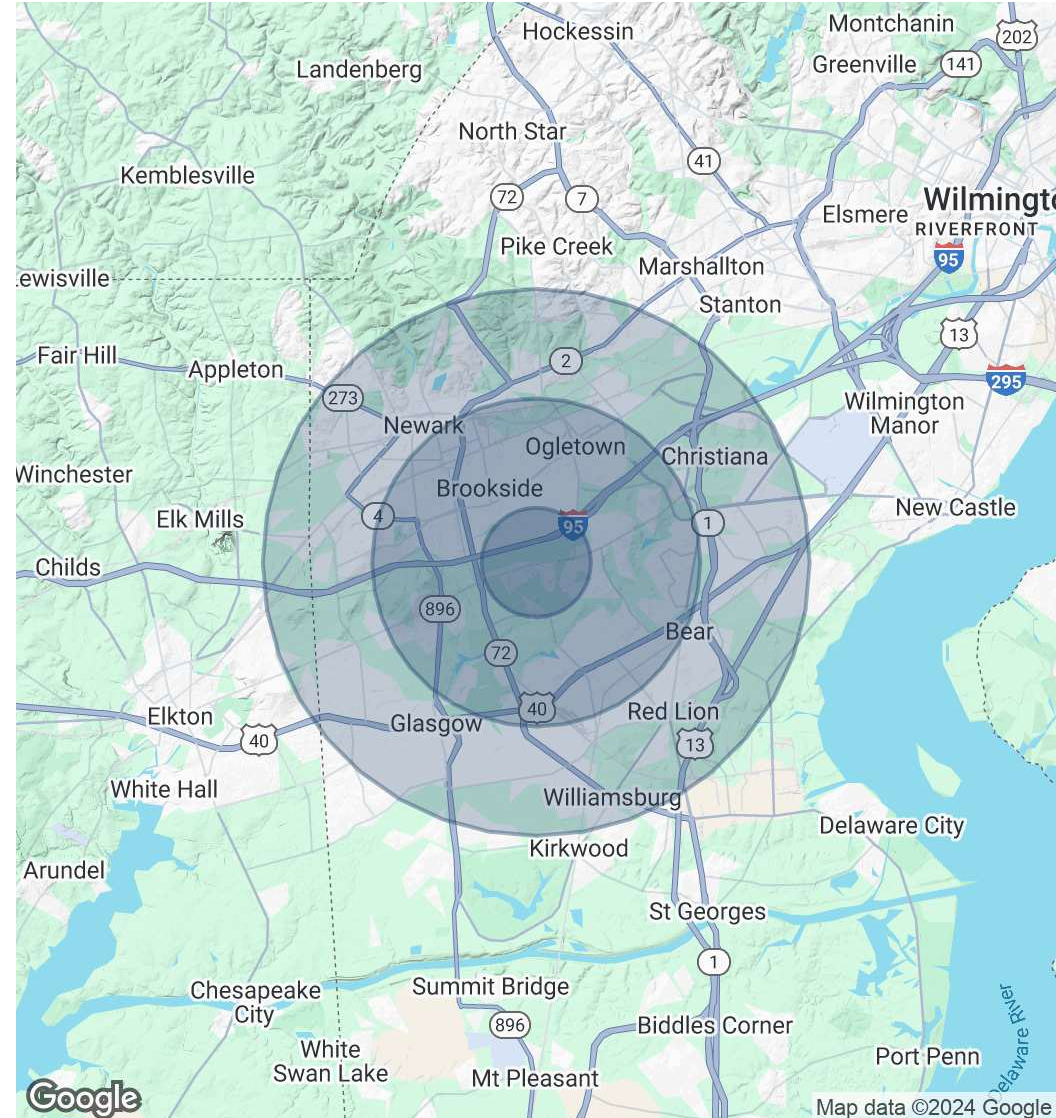 Hockessin
Montchanin
202
Greenville
141
Landenberg
North Star
41
Kemblesville
72
7
Wilmingt
Elsmere
RIVERFRONT
Pike Creek
95
Marshallton
ewisville
Stanton
13
Fair Hill
2
Appleton
295
273
Wilmington
Manor
Newark
Ogletown
Christiana
Winchester
Brookside
New Castle
Elk Mills
4
95
1
Childs
896
Bear
72
40
Elkton
Glasgow
Red Lion
40
13
White Hall
Williamsburg
Delaware City
Kirkwood
Arundel
St Georges
1
Chesapeake
City
Summit Bridge
896
Biddles Corner
Delaware River
White
Swan Lake
Port Penn
Mt Pleasant
Google
Map data ©2024 Google